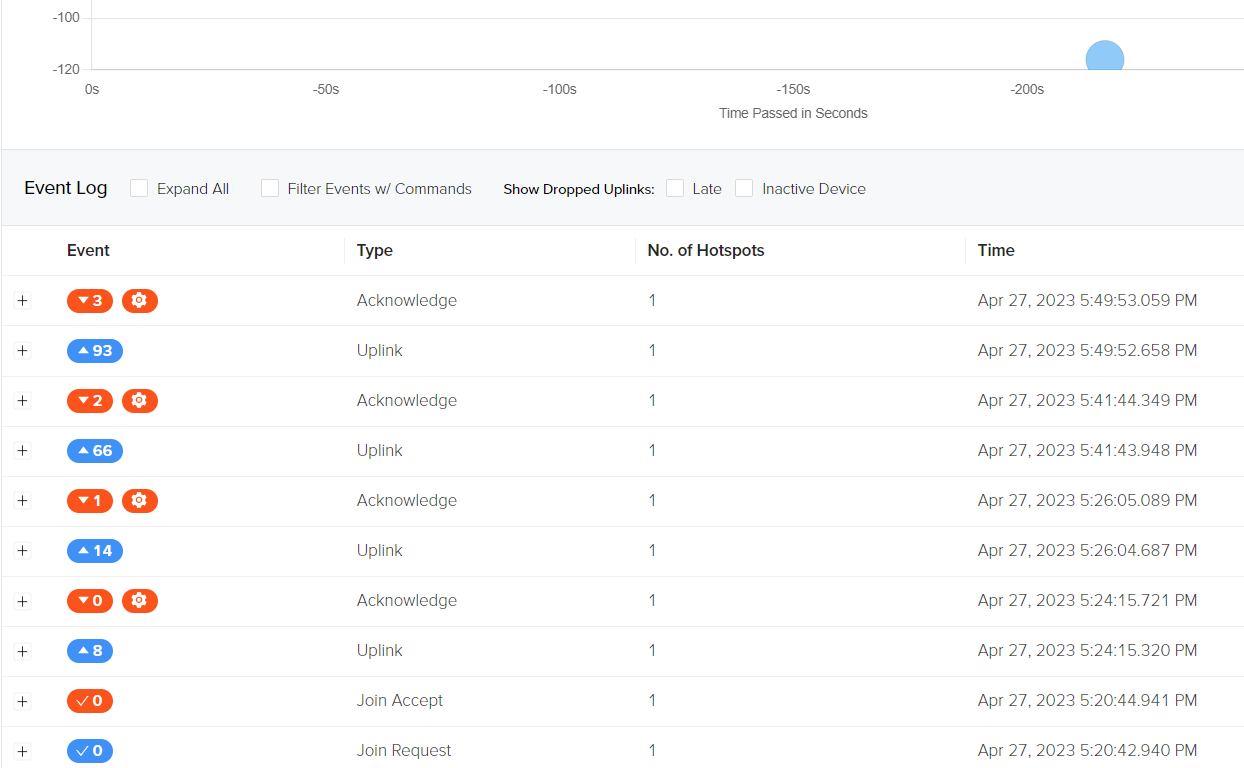 -100
-120
0s -50s -100s -150s -200s
Time Passed in Seconds
Event Log Expand All Filter Events w/ Commands Show Dropped Uplinks: Late Inactive Device
Event Type No. of Hotspots Time
+ 3 Acknowledge 1 Apr 27, 2023 5:49:53.059 PM
+ 93 Uplink 1 Apr 27, 2023 5:49:52.658 PM
+ 2 Acknowledge 1 Apr 27, 2023 5:41:44.349 PM
+ 66 Uplink 1 Apr 27, 2023 5:41:43.948 PM
+ 1 Acknowledge 1 Apr 27, 2023 5:26:05.089 PM
+ 14 Uplink 1 Apr 27, 2023 5:26:04.687 PM
+ 0 Acknowledge 1 Apr 27, 2023 5:24:15.721 PM
+ 8 Uplink 1 Apr 27, 2023 5:24:15.320 PM
+ 0 Join Accept 1 Apr 27, 2023 5:20:44.941 PM
+ 0 Join Request 1 Apr 27, 2023 5:20:42.940 PM